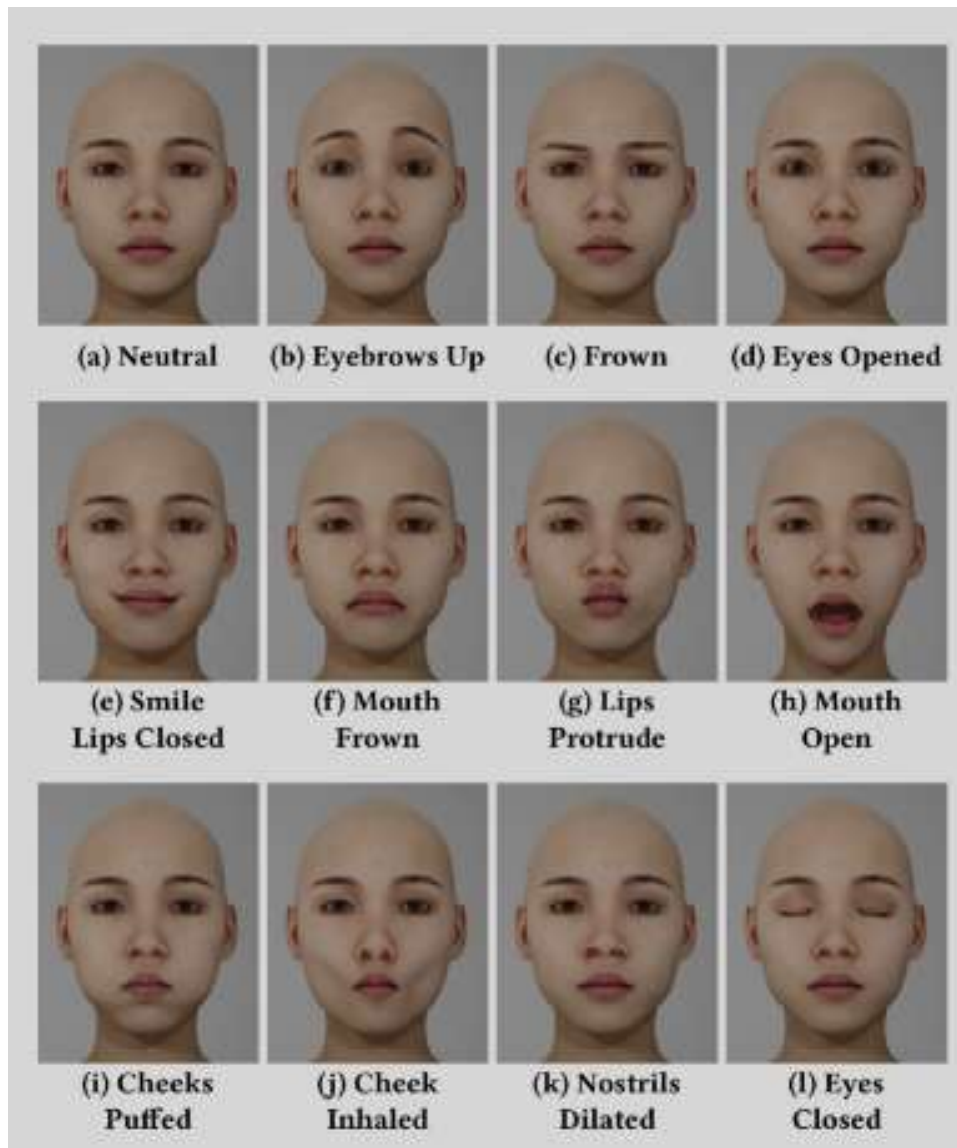 (a) Neutral
(b) Eyebrows Up
(c) Frown
(d) Eyes Opened
(e) Smile
Lips Closed
(f) Mouth
Frown
(g) Lips
Protrude
(h) Mouth
Open
(i) Cheeks
Puffed
(j) Cheek
Inhaled
(k) Nostrils
Dilated
(l) Eyes
Closed